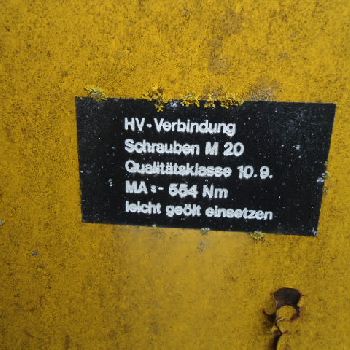 HV-Verbindung
Schrauben M 20
Qualitätsklasse 10.9.
MA :- 554 Nm
leicht geölt einsetzen